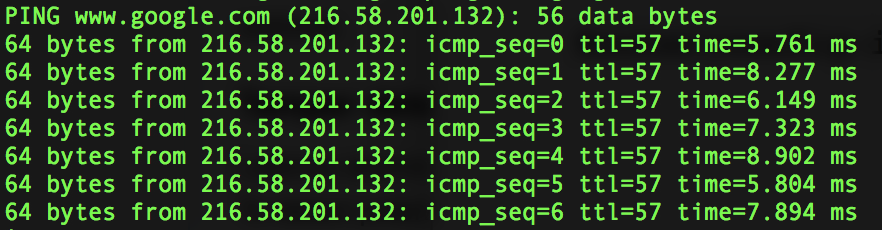 PING www.google.com (216.58.201.132): 56 data bytes
64 bytes from 216.58.201.132: icmp_seq=0 ttl=57 time=5.761 ms
64 bytes from 216.58.201.132: icmp_seq=1 ttl=57 time=8.277 ms
64 bytes from 216.58.201.132: icmp_seq=2 ttl=57 time=6.149 ms
64 bytes from 216.58.201.132: icmp_seq=3 ttl=57 time=7.323 ms
64 bytes from 216.58.201.132: icmp_seq=4 ttl=57 time=8.902 ms
64 bytes from 216.58.201.132: icmp_seq=5 ttl=57 time=5.804 ms
64 bytes from 216.58.201.132: icmp_seq=6 ttl=57 time=7.894 ms